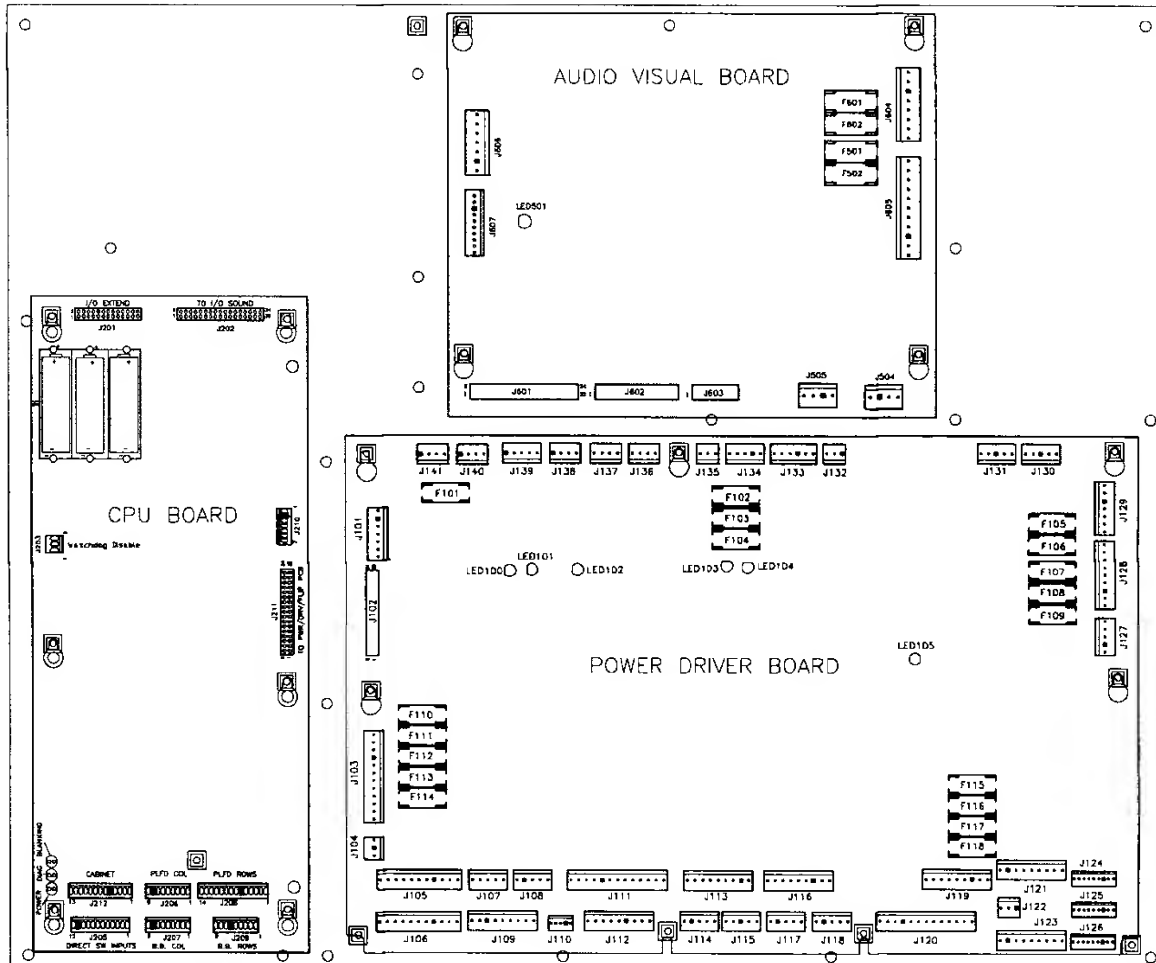 AUDIO VISUAL BOARD
F601
F602
F501
F502
J604
J605
J606
J607
LED501
J601
J602
J603
J505
J504
I/O EXTEND
J201
TO I/O SOUND
J202
CPU BOARD
J203
Watchdog Disable
J210
J211
TO PWR/DRV/FLIP PCB
BLANKING
DIAG
POWER
CABINET
J212
PLFD COL
J206
PLFD ROWS
J208
J205
DIRECT SW INPUTS
J207
B.B. COL
J209
B.B. ROWS
POWER DRIVER BOARD
J141
J140
J139
J138
J137
J136
J135
J134
J133
J132
J131
J130
F101
F102
F103
F104
J101
J102
LED100
LED101
LED102
LED103
LED104
LED105
F105
F106
F107
F108
F109
J129
J128
J127
F110
F111
F112
F113
F114
J103
J104
F115
F116
F117
F118
J105
J107
J108
J111
J113
J116
J119
J121
J124
J125
J122
J106
J109
J110
J112
J114
J115
J117
J118
J120
J123
J126